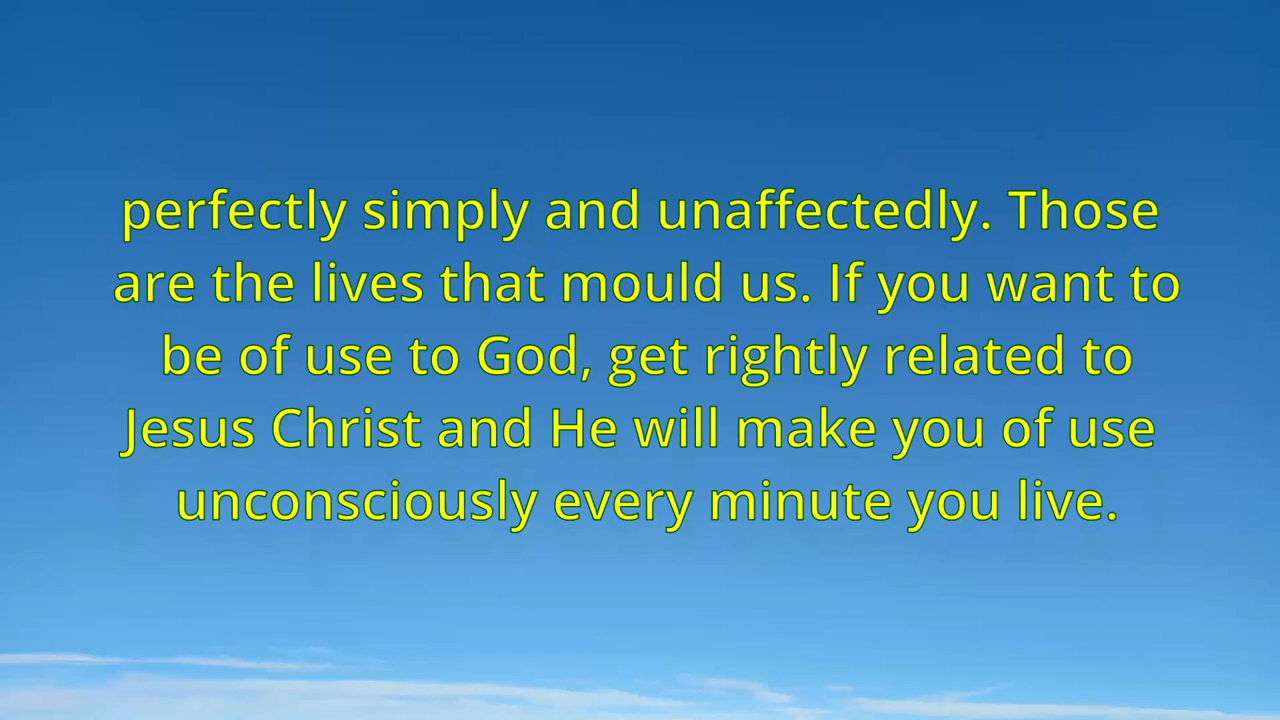 perfectly simply and unaffectedly. Those
are the lives that mould us. If you want to
be of use to God, get rightly related to
Jesus Christ and He will make you of use
unconsciously every minute you live.